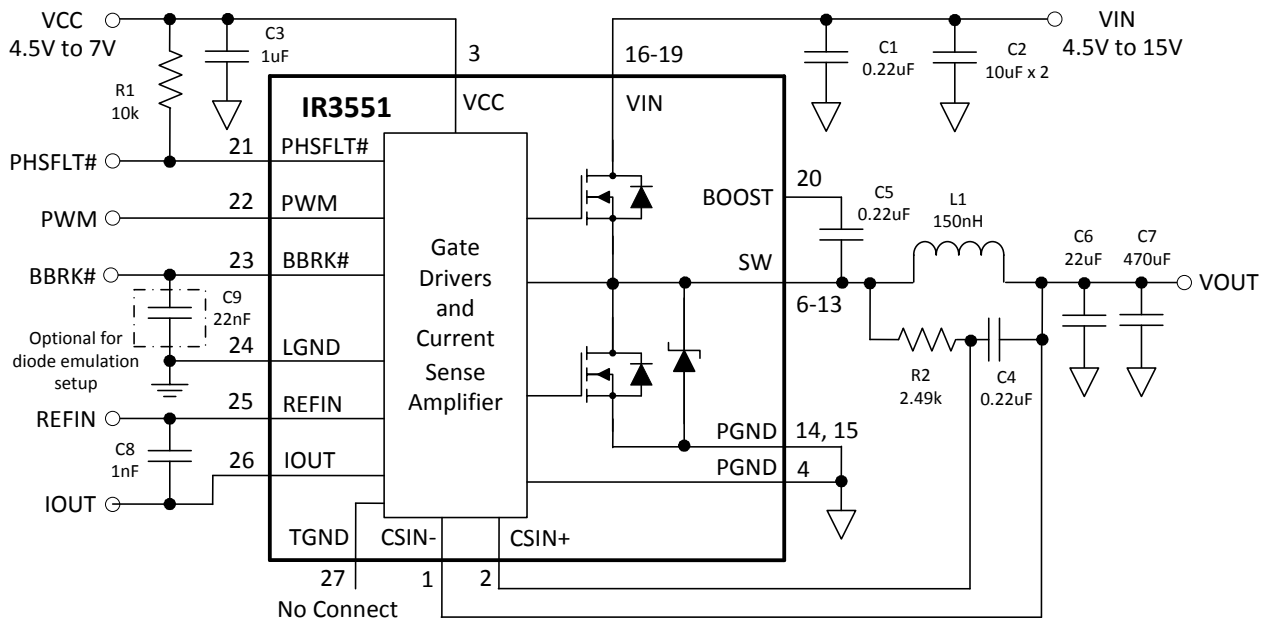 VCC
4.5V to 7V
C3
1uF
R1
10k
3
16-19
C1
0.22uF
C2
10uF x 2
VIN
4.5V to 15V
IR3551
VCC
VIN
PHSFLT#
21
PHSFLT#
PWM
22
PWM
BBRK#
23
BBRK#
C9
22nF
Optional for
diode emulation
setup
24
LGND
REFIN
25
REFIN
C8
1nF
26
IOUT
IOUT
Gate
Drivers
and
Current
Sense
Amplifier
BOOST
20
C5
0.22uF
SW
6-13
L1
150nH
C6
22uF
C7
470uF
VOUT
R2
2.49k
C4
0.22uF
PGND
14, 15
PGND
4
TGND
CSIN-
CSIN+
27
1
2
No Connect